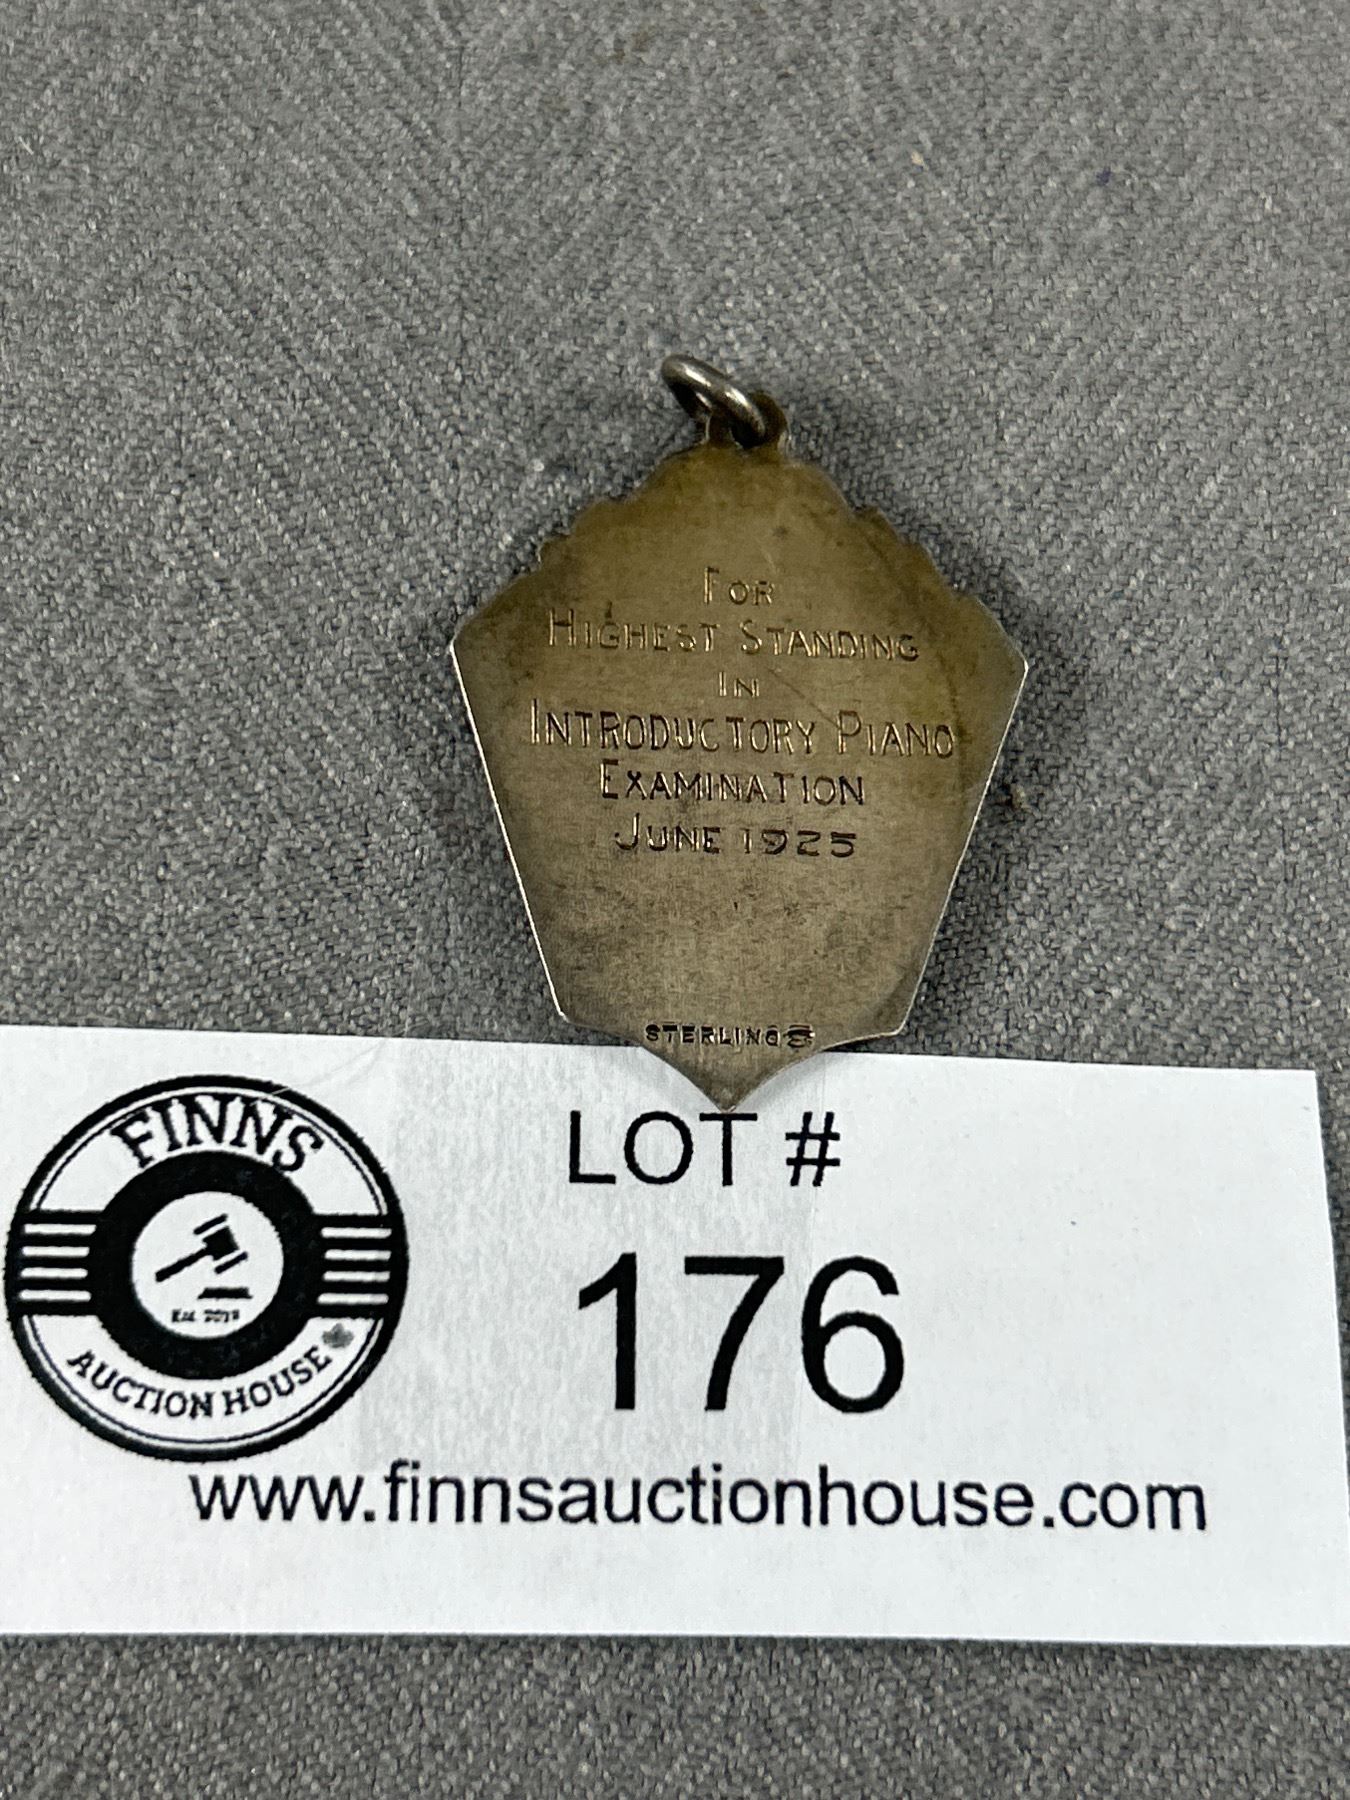 FOR
HIGHEST STANDING
IN
INTRODUCTORY PIANO
EXAMINATION
JUNE 1925
STERLING
FINNS
AUCTION HOUSE
LOT #
176
www.finnsauctionhouse.com